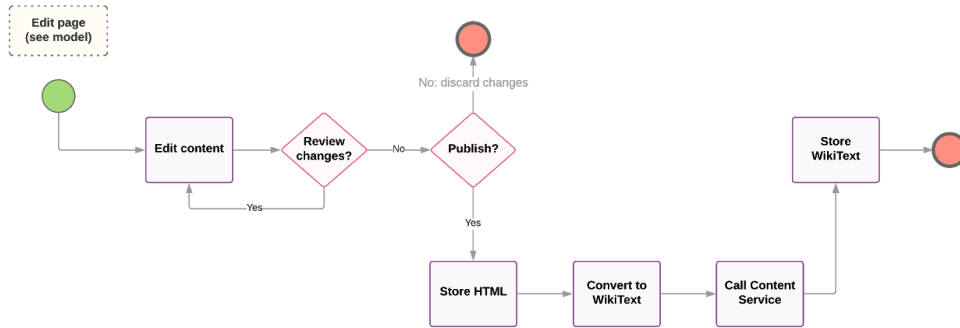 Edit page
(see model)
No: discard changes
Edit content
Review
changes?
No
Publish?
Store
WikiText
Yes
Yes
Store HTML
Convert to
WikiText
Call Content
Service